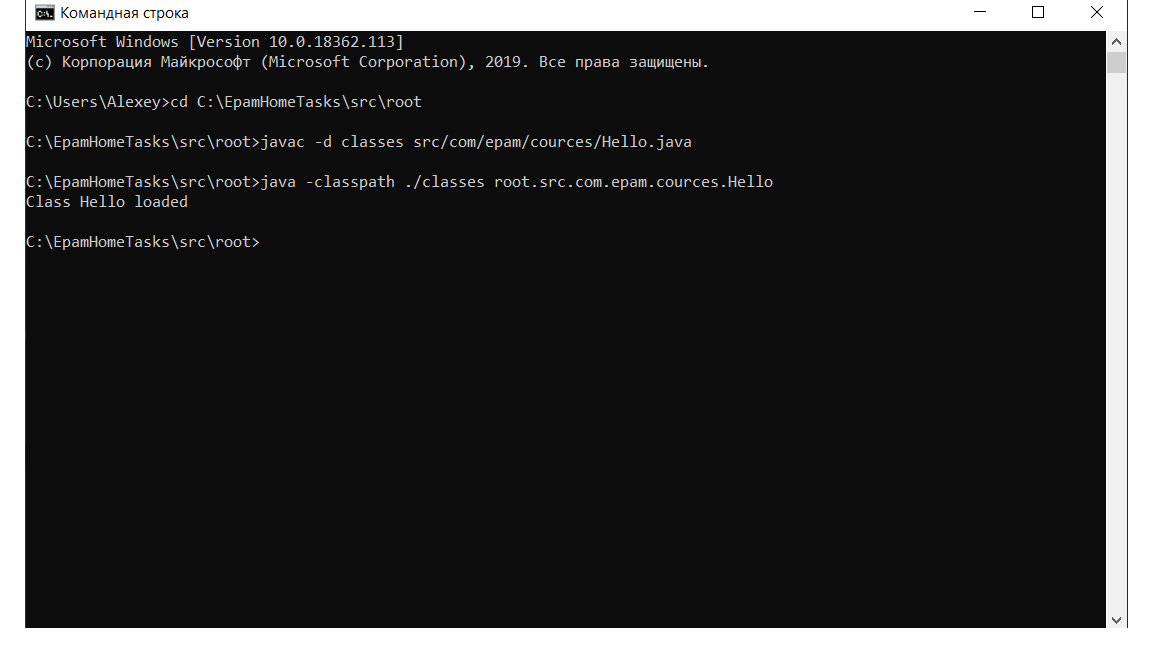 Командная строка
Microsoft Windows [Version 10.0.18362.113]
(c) Корпорация Майкрософт (Microsoft Corporation), 2019. Все права защищены.
C:\Users\Alexey>cd C:\EpamHomeTasks\src\root
C:\EpamHomeTasks\src\root>javac -d classes src/com/epam/cources/Hello.java
C:\EpamHomeTasks\src\root>java -classpath ./classes root.src.com.epam.cources.Hello
Class Hello loaded
C:\EpamHomeTasks\src\root>